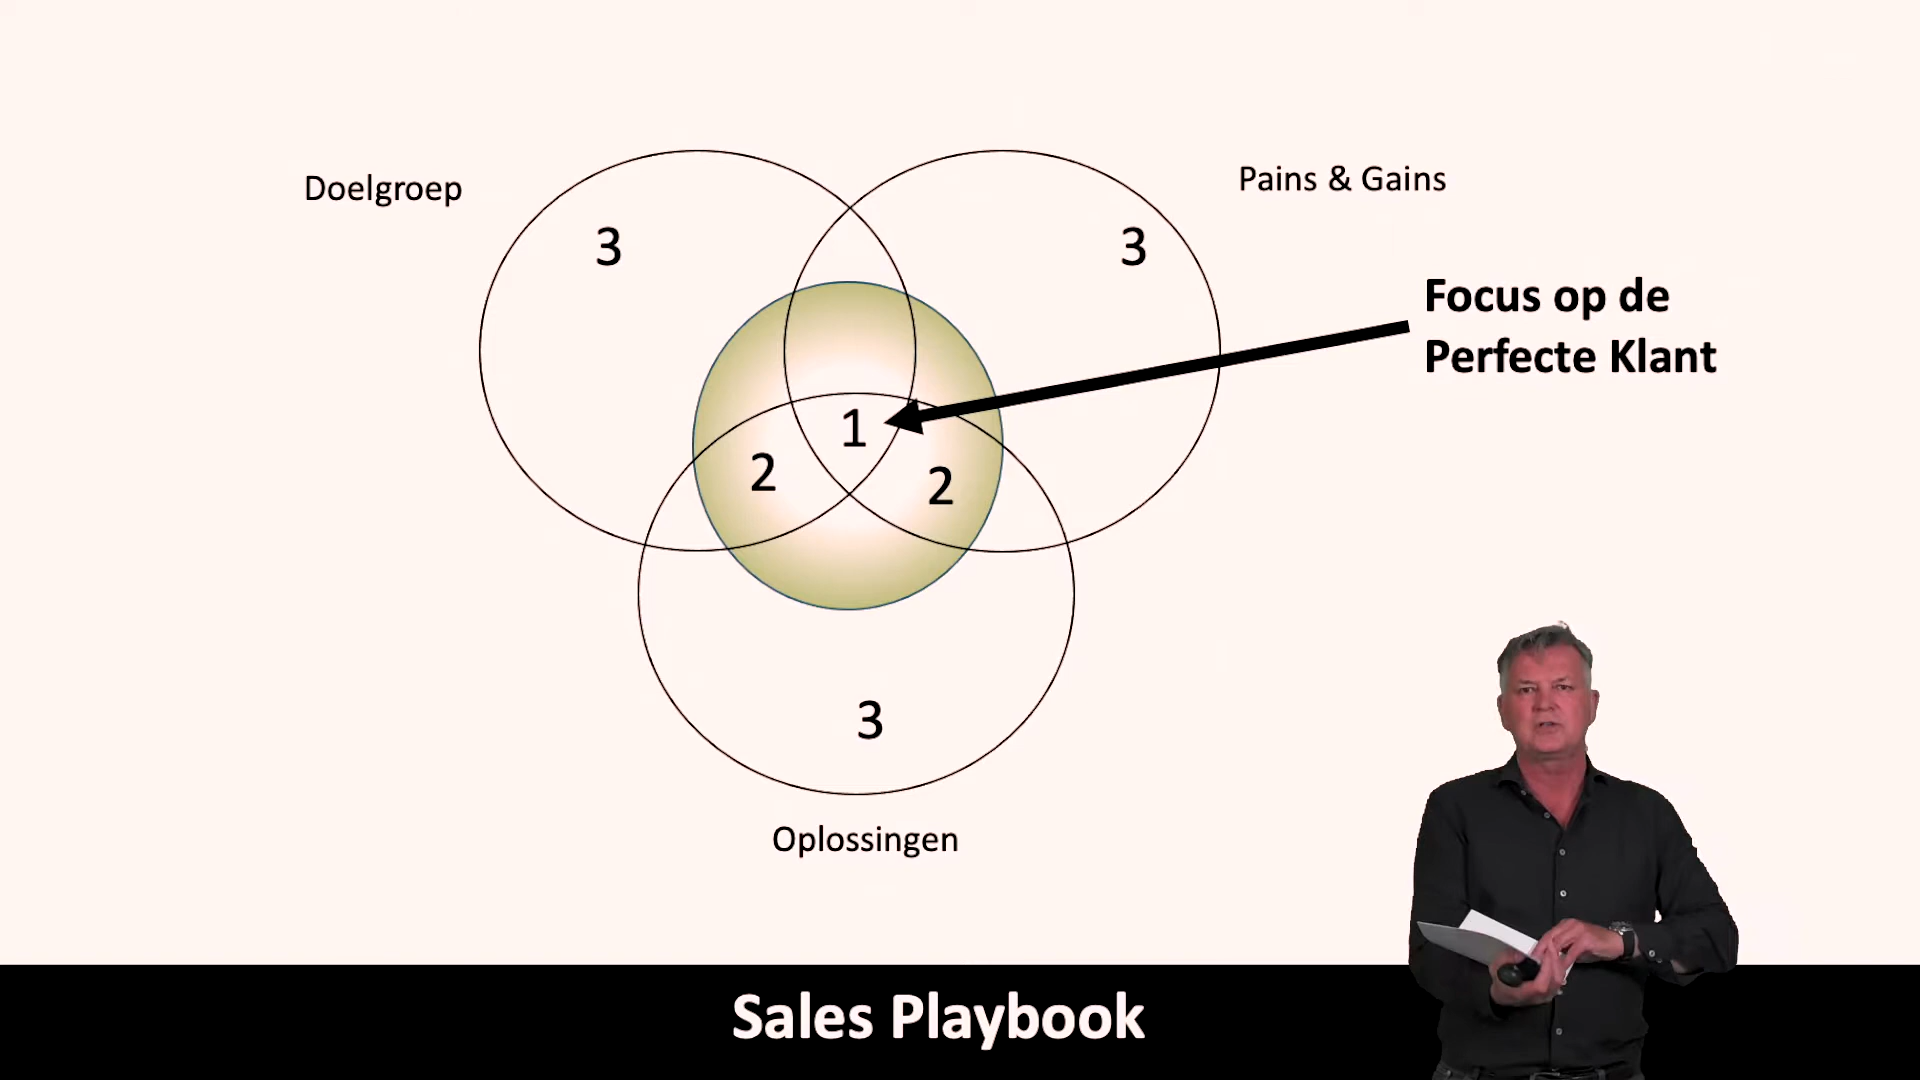 Doelgroep
Pains & Gains
3
3
Focus op de
Perfecte Klant
1
2
2
3
Oplossingen
Sales Playbook